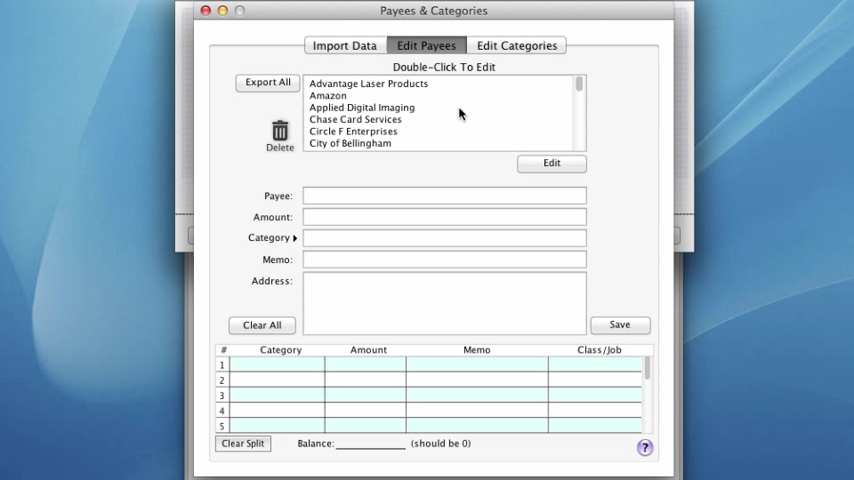 Payees & Categories
Import Data Edit Payees Edit Categories
Double-Click To Edit
Export All
Advantage Laser Products
Amazon
Applied Digital Imaging
Chase Card Services
Circle F Enterprises
City of Bellingham
Delete
Edit
Payee:
Amount:
Category
Memo:
Address:
Clear All
Save
# Category Amount Memo Class/Job
1
2
3
4
5
Clear Split Balance: (should be 0) ?